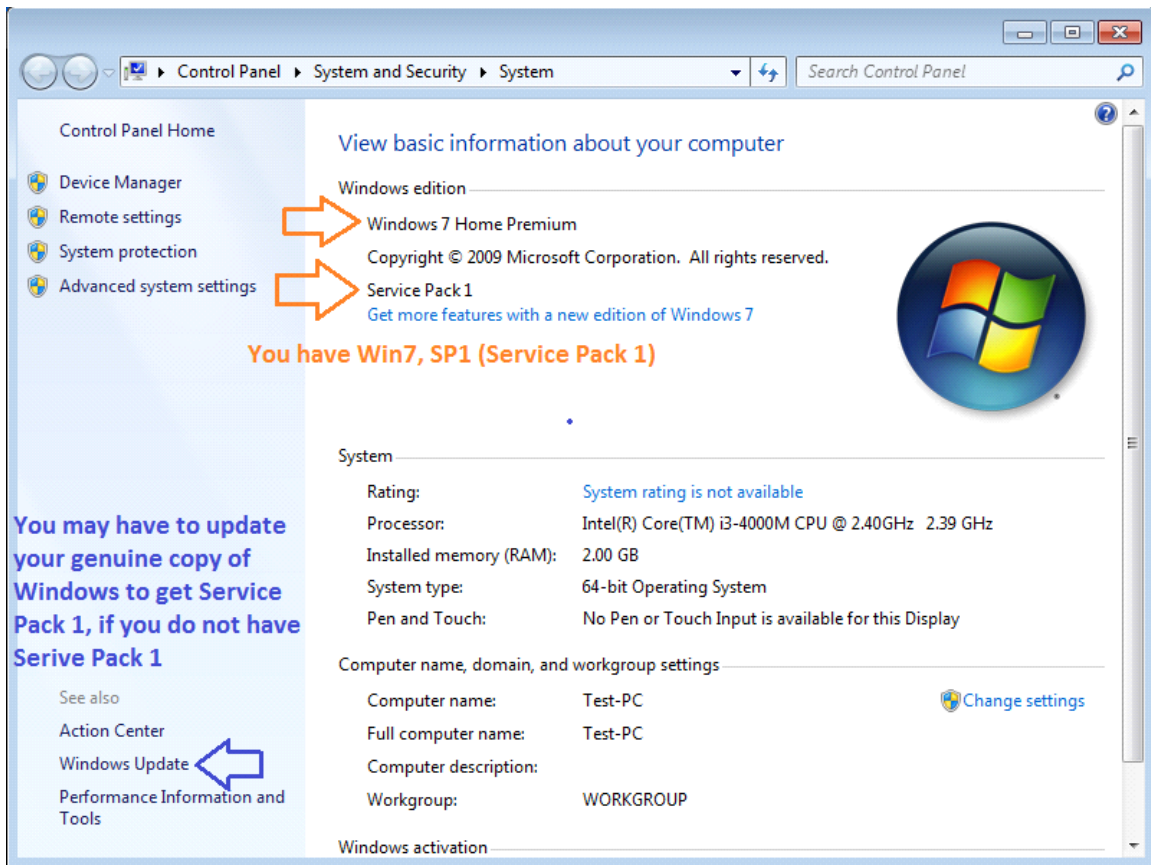 Control Panel ▸ System and Security ▸ System
Search Control Panel
Control Panel Home
Device Manager
Remote settings
System protection
Advanced system settings
View basic information about your computer
Windows edition
Windows 7 Home Premium
Copyright © 2009 Microsoft Corporation. All rights reserved.
Service Pack 1
Get more features with a new edition of Windows 7
You have Win7, SP1 (Service Pack 1)
System
Rating: System rating is not available
Processor: Intel(R) Core(TM) i3-4000M CPU @ 2.40GHz 2.39 GHz
Installed memory (RAM): 2.00 GB
System type: 64-bit Operating System
Pen and Touch: No Pen or Touch Input is available for this Display
You may have to update
your genuine copy of
Windows to get Service
Pack 1, if you do not have
Serive Pack 1
Computer name, domain, and workgroup settings
Computer name: Test-PC
Change settings
Full computer name: Test-PC
Computer description:
Workgroup: WORKGROUP
See also
Action Center
Windows Update
Performance Information and
Tools
Windows activation